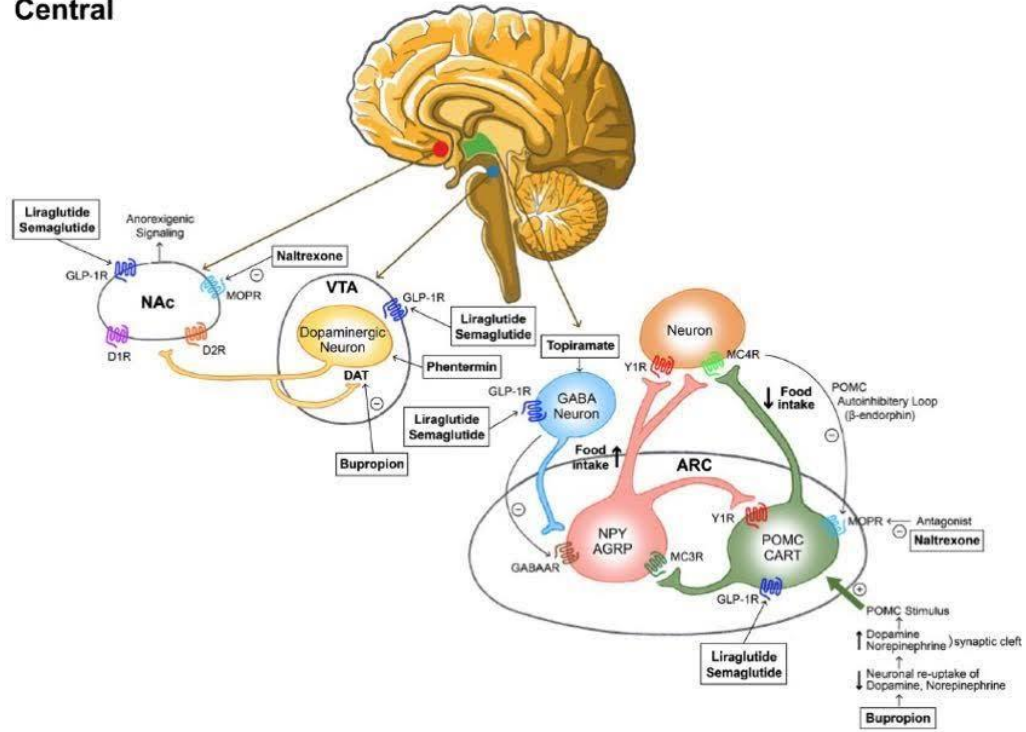 Central
Liraglutide
Semaglutide
Anorexigenic
Signaling
GLP-1R
Naltrexone
MOPR
NAc
D1R
D2R
VTA
GLP-1R
Dopaminergic
Neuron
Liraglutide
Semaglutide
DAT
Phentermin
Bupropion
Topiramate
GLP-1R
GABA
Neuron
Liraglutide
Semaglutide
Neuron
Y1R
MC4R
Food
intake
POMC
Autoinhibitery Loop
(β-endorphin)
Food
intake
ARC
NPY
AGRP
GABAAR
Y1R
MC3R
POMC
CART
MOPR
Antagonist
Naltrexone
GLP-1R
Liraglutide
Semaglutide
POMC Stimulus
Dopamine
Norepinephrine ) synaptic cleft
Neuronal re-uptake of
Dopamine, Norepinephrine
Bupropion